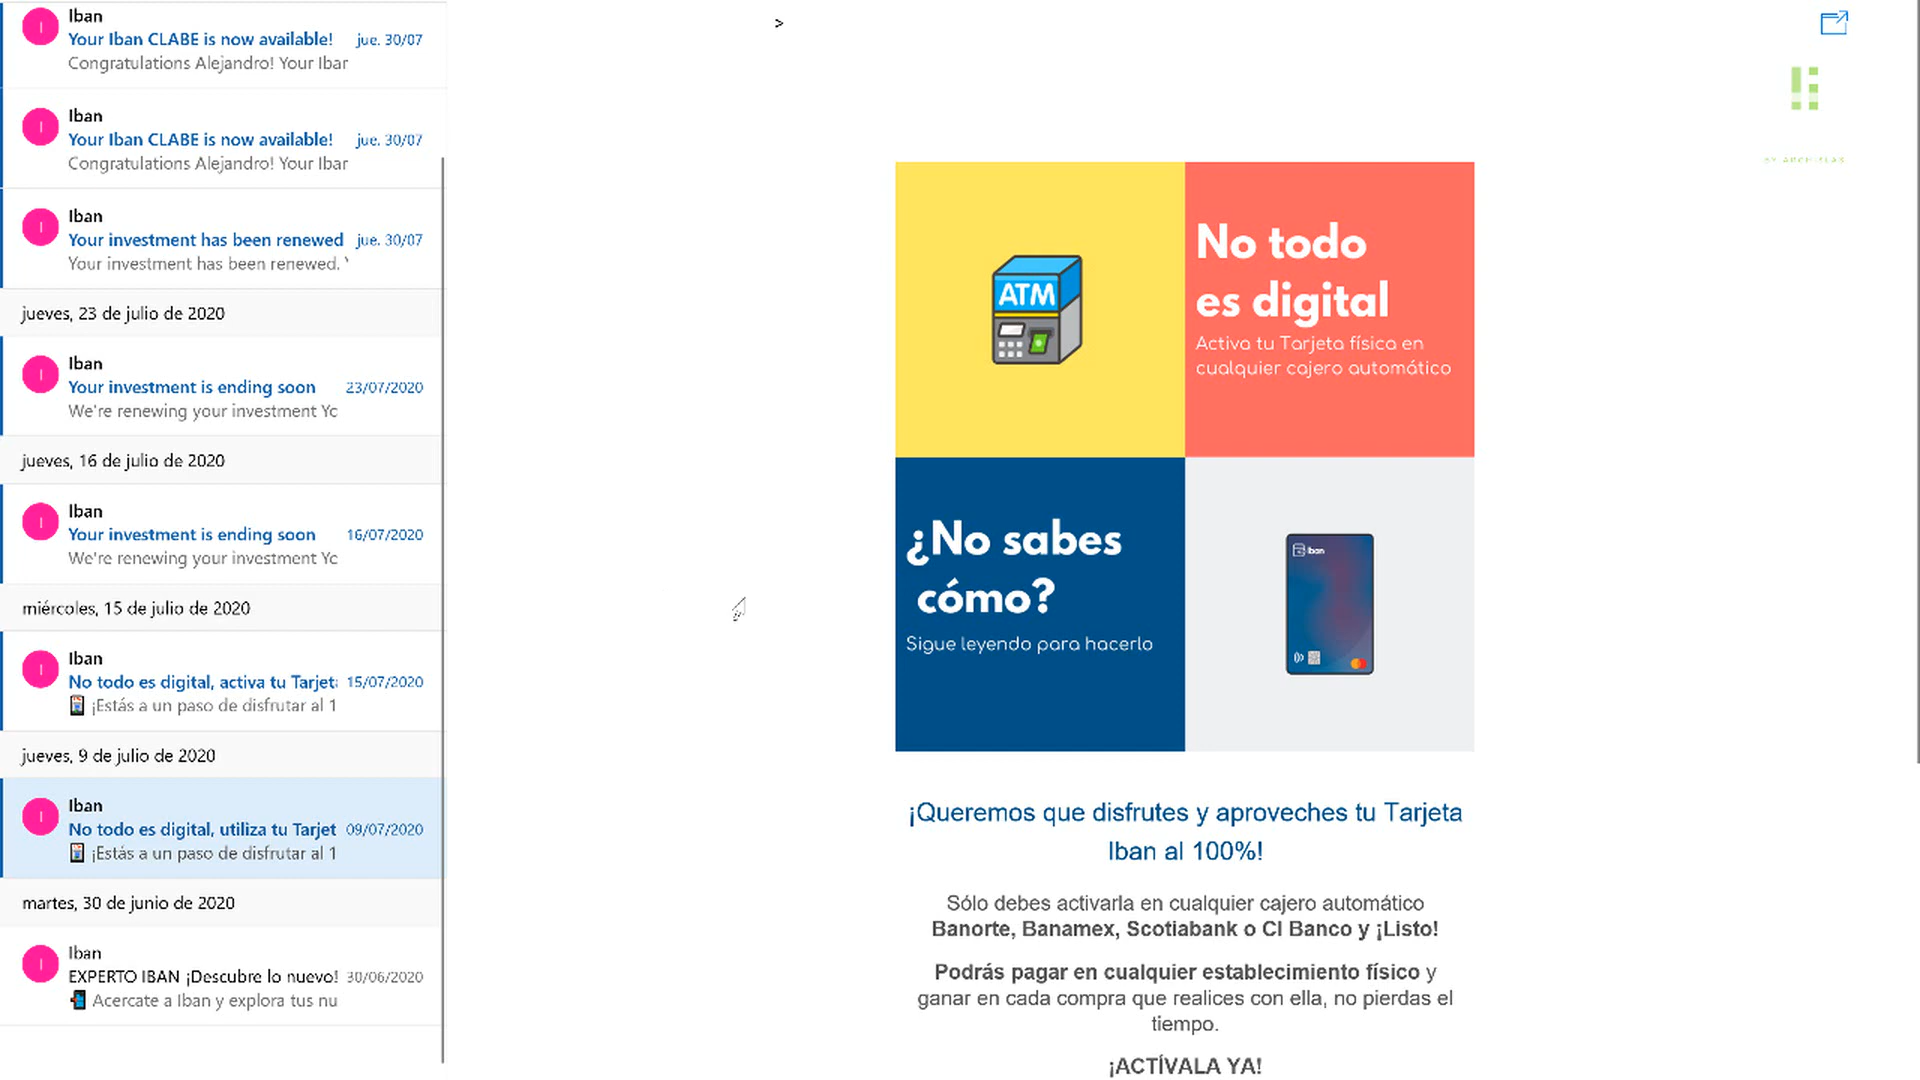 Iban
Your Iban CLABE is now available! jue. 30/07
Congratulations Alejandro! Your Iban
Iban
Your Iban CLABE is now available! jue. 30/07
Congratulations Alejandro! Your Iban
Iban
Your investment has been renewed jue. 30/07
Your investment has been renewed.
jueves, 23 de julio de 2020
Iban
Your investment is ending soon 23/07/2020
We're renewing your investment Yo
jueves, 16 de julio de 2020
Iban
Your investment is ending soon 16/07/2020
We're renewing your investment Yo
miércoles, 15 de julio de 2020
Iban
No todo es digital, activa tu Tarjeta 15/07/2020
¡Estás a un paso de disfrutar al 1
jueves, 9 de julio de 2020
Iban
No todo es digital, utiliza tu Tarjet 09/07/2020
¡Estás a un paso de disfrutar al 1
martes, 30 de junio de 2020
Iban
EXPERTO IBAN ¡Descubre lo nuevo! 30/06/2020
Acercate a Iban y explora tus nu
>
ATM
No todo
es digital
Activa tu Tarjeta física en
cualquier cajero automático
¿No sabes
cómo?
Sigue leyendo para hacerlo
Iban
¡Queremos que disfrutes y aproveches tu Tarjeta
Iban al 100%!
Sólo debes activarla en cualquier cajero automático
Banorte, Banamex, Scotiabank o CI Banco y ¡Listo!
Podrás pagar en cualquier establecimiento físico y
ganar en cada compra que realices con ella, no pierdas el
tiempo.
¡ACTÍVALA YA!